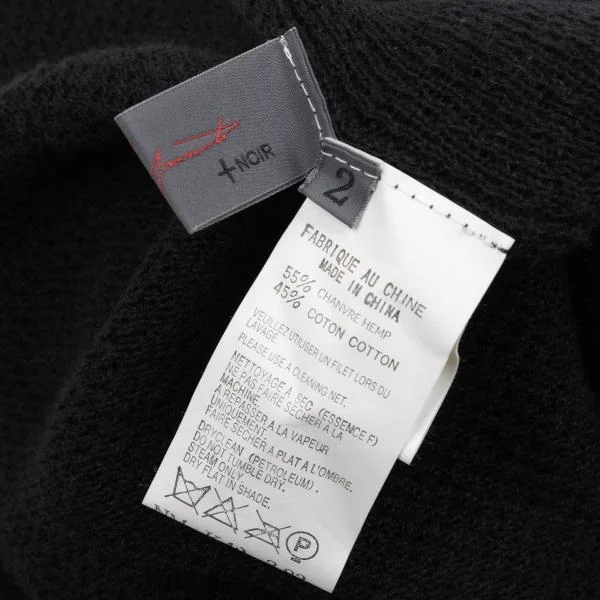 +NOIR
2
FABRIQUE AU CHINE
MADE IN CHINA
55% CHANVRE HEMP
45% COTON COTTON
VEUILLEZ UTILISER UN FILET LORS DU
LAVAGE.
PLEASE USE A CLEANING NET.
NETTOYAGE A SEC (ESSENCE F)
NE PAS FAIRE SÉCHER À LA
MACHINE.
A REPASSER À LA VAPEUR
UNIQUEMENT.
FAIRE SÉCHER À PLAT A L'OMBRE.
DRYCLEAN (PETROLEUM).
DO NOT TUMBLE DRY.
STEAM ONLY.
DRY FLAT IN SHADE.
P